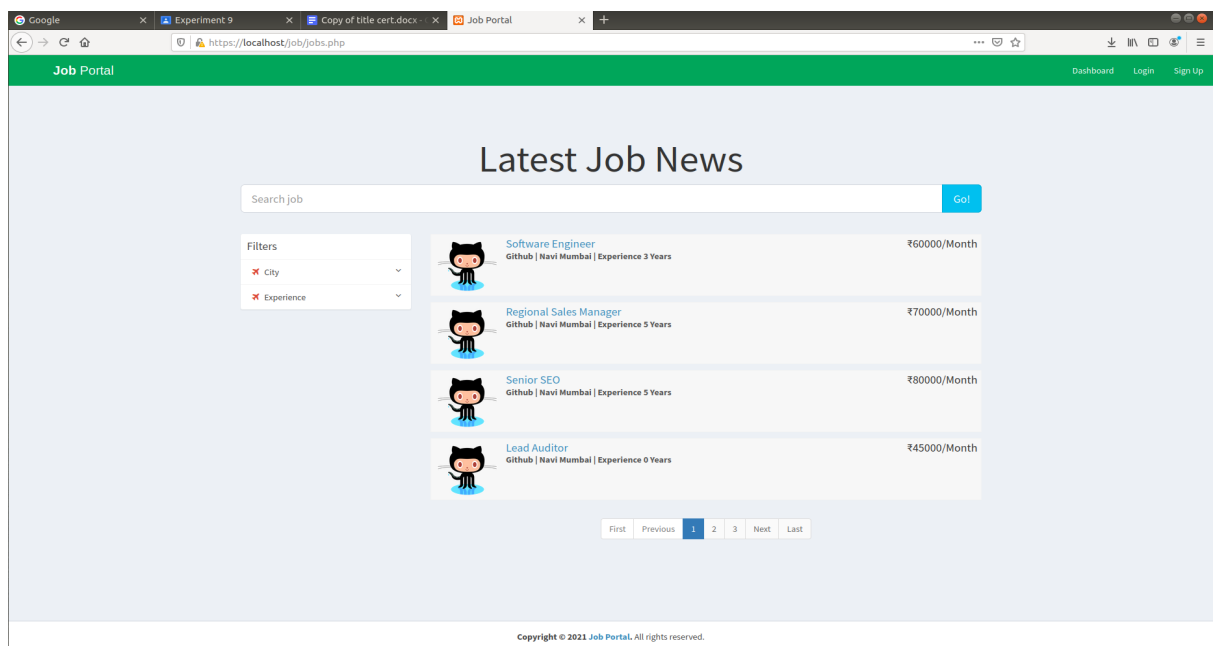 Google
Experiment 9
Copy of title cert.docx -
Job Portal
https://localhost/job/jobs.php
Job Portal
Dashboard Login Sign Up
Latest Job News
Search job Go!
Filters
City
Experience
Software Engineer ₹60000/Month
Github | Navi Mumbai | Experience 3 Years
Regional Sales Manager ₹70000/Month
Github | Navi Mumbai | Experience 5 Years
Senior SEO ₹80000/Month
Github | Navi Mumbai | Experience 5 Years
Lead Auditor ₹45000/Month
Github | Navi Mumbai | Experience 0 Years
First Previous 1 2 3 Next Last
Copyright © 2021 Job Portal. All rights reserved.